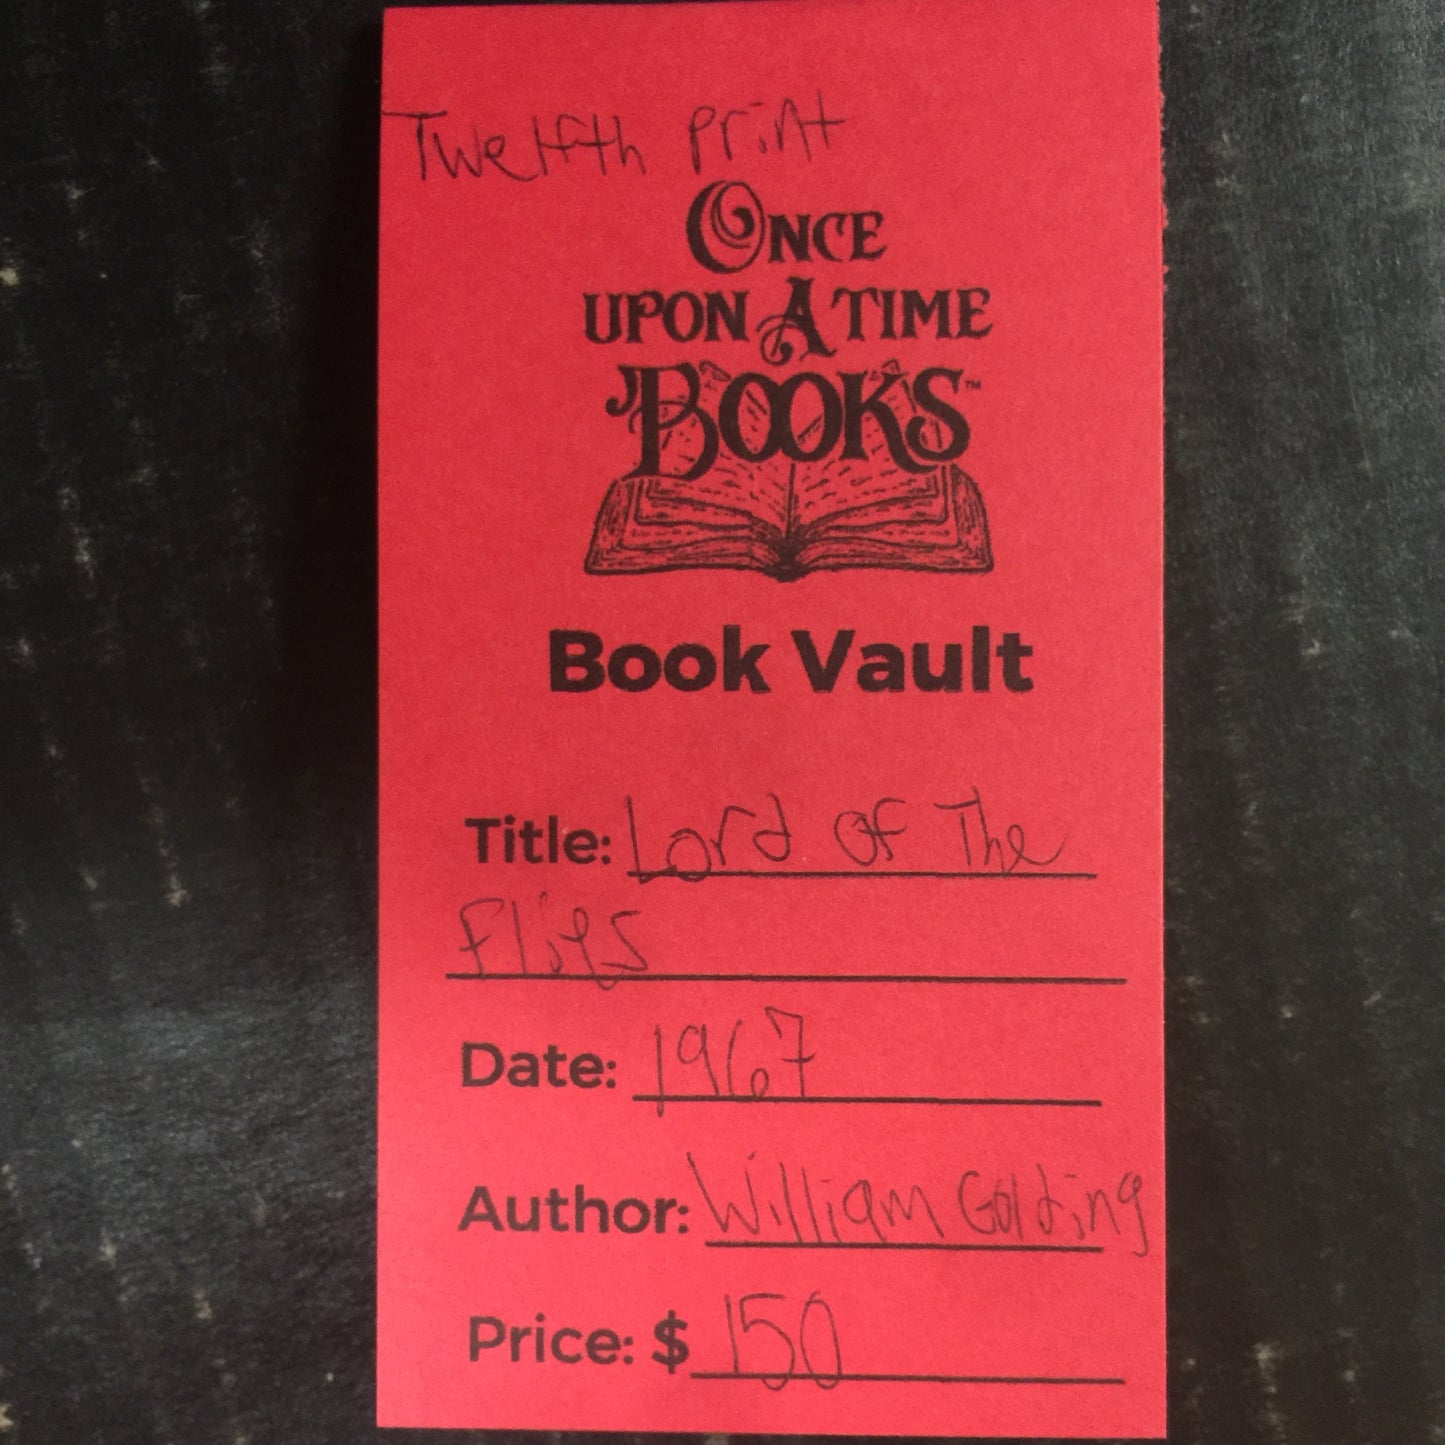 Twelfth print
ONCE
UPON A TIME
BOOKS™
Book Vault
Title: Lord of The
Flies
Date: 1967
Author: William Golding
Price: $ 150